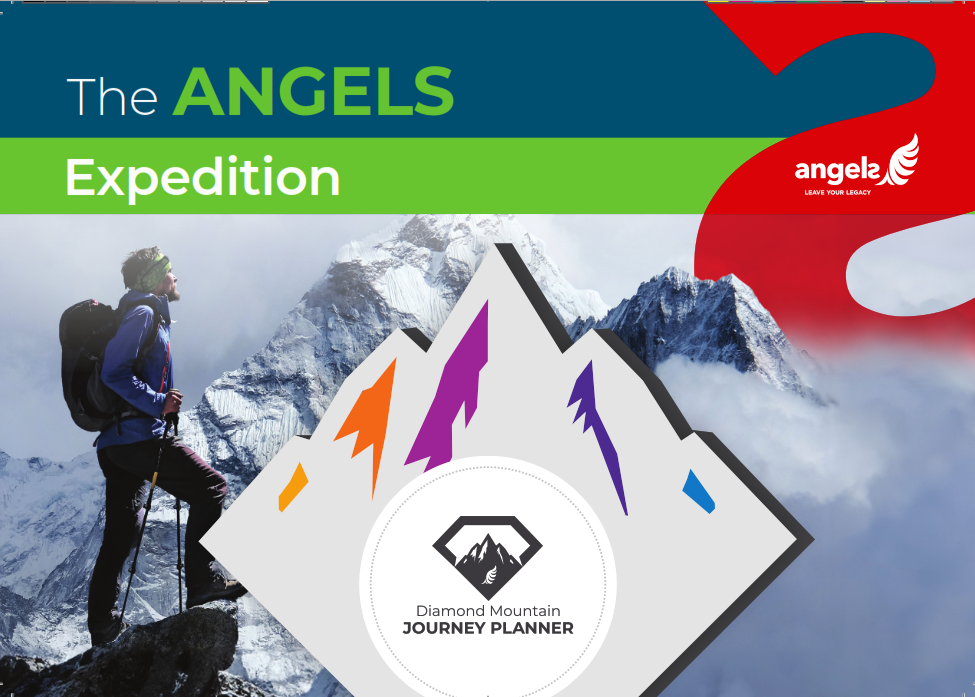 The ANGELS
Expedition
angels
LEAVE YOUR LEGACY
Diamond Mountain
JOURNEY PLANNER